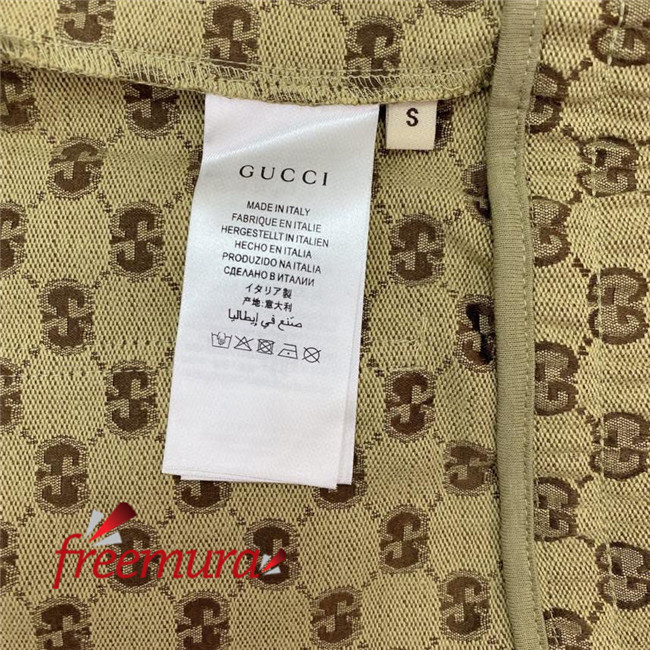 S
GUCCI
MADE IN ITALY
FABRIQUE EN ITALIE
HERGESTELLT IN ITALIEN
HECHO EN ITALIA
PRODUZIDO NA ITALIA
СДЕЛАНО В ИТАЛИИ
イタリア製
产地:意大利
صنع في إيطاليا
freemura